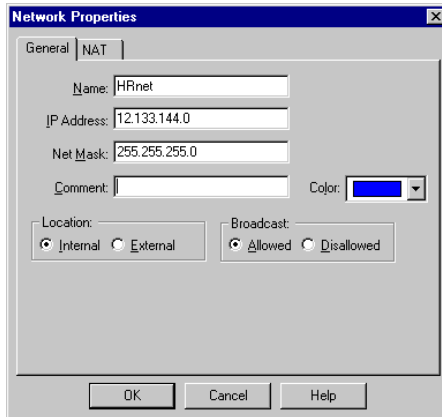 Network Properties
General NAT
Name: HRnet
IP Address: 12.133.144.0
Net Mask: 255.255.255.0
Comment: Color:
Location: Broadcast:
Internal External Allowed Disallowed
OK Cancel Help